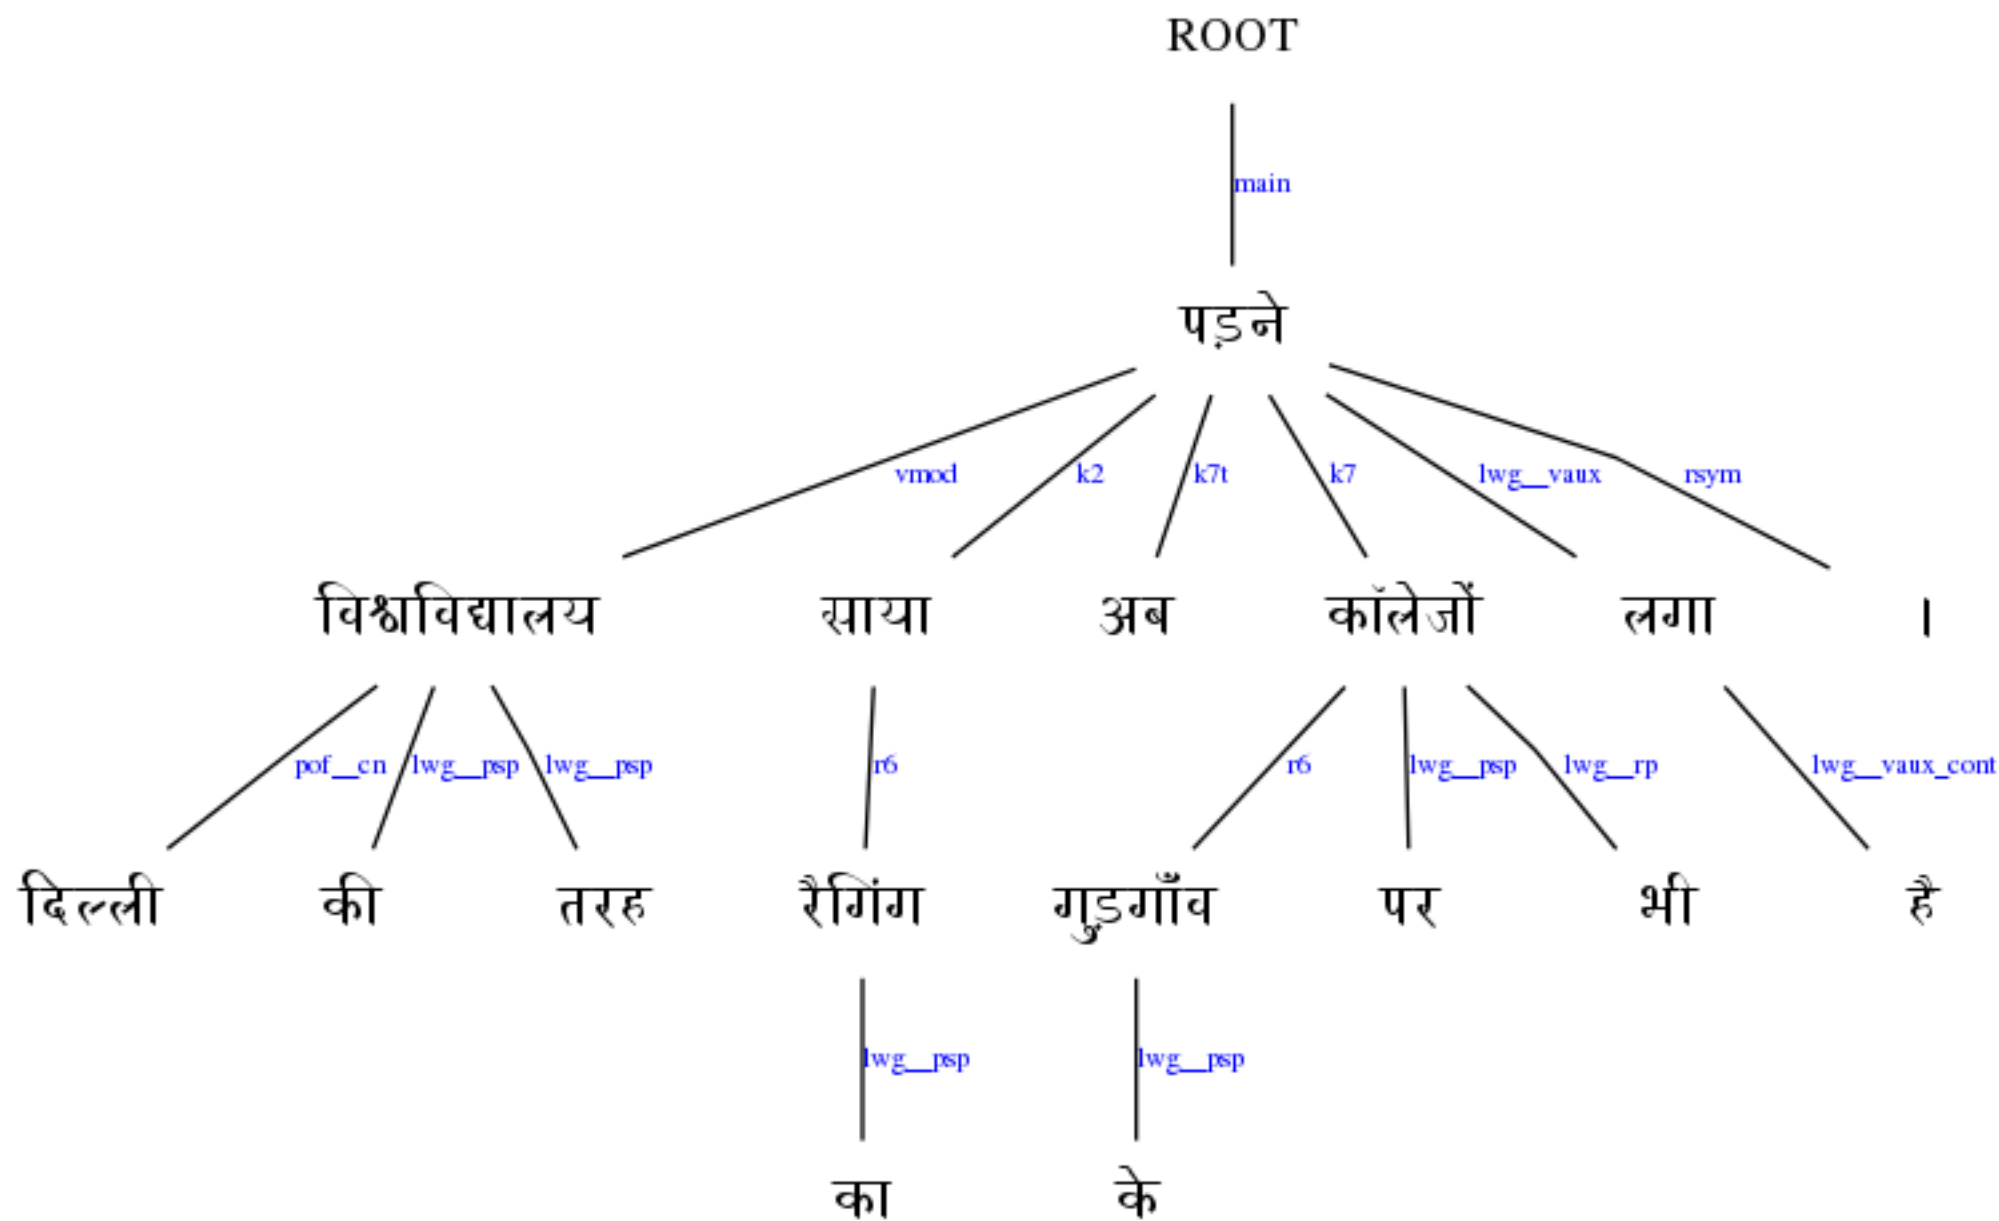 ROOT
main
पड़ने
vmod k2 k7t k7 lwg__vaux rsym
विश्वविद्यालय साया अब कॉलेजों लगा ।
pof__cn lwg__psp lwg__psp r6 r6 lwg__psp lwg__rp lwg__vaux_cont
दिल्ली की तरह रैगिंग गुड़गाँव पर भी है
lwg__psp lwg__psp
का के